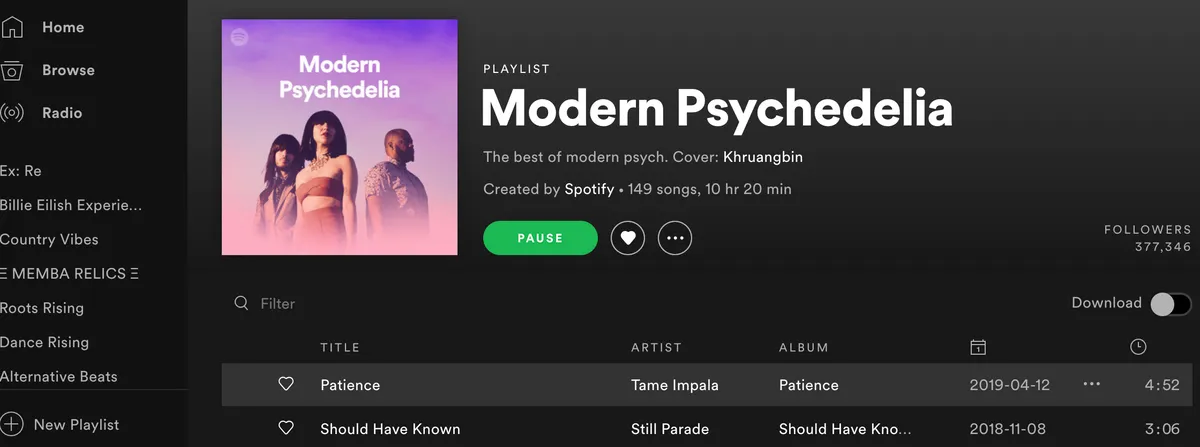 Home
Browse
Radio
Ex: Re
Billie Eilish Experie...
Country Vibes
Ξ MEMBA RELICS Ξ
Roots Rising
Dance Rising
Alternative Beats
New Playlist
Modern
Psychedelia
PLAYLIST
Modern Psychedelia
The best of modern psych. Cover: Khruangbin
Created by Spotify • 149 songs, 10 hr 20 min
PAUSE
FOLLOWERS
377,346
Filter
Download
TITLE ARTIST ALBUM
Patience Tame Impala Patience 2019-04-12 4:52
Should Have Known Still Parade Should Have Kno... 2018-11-08 3:06